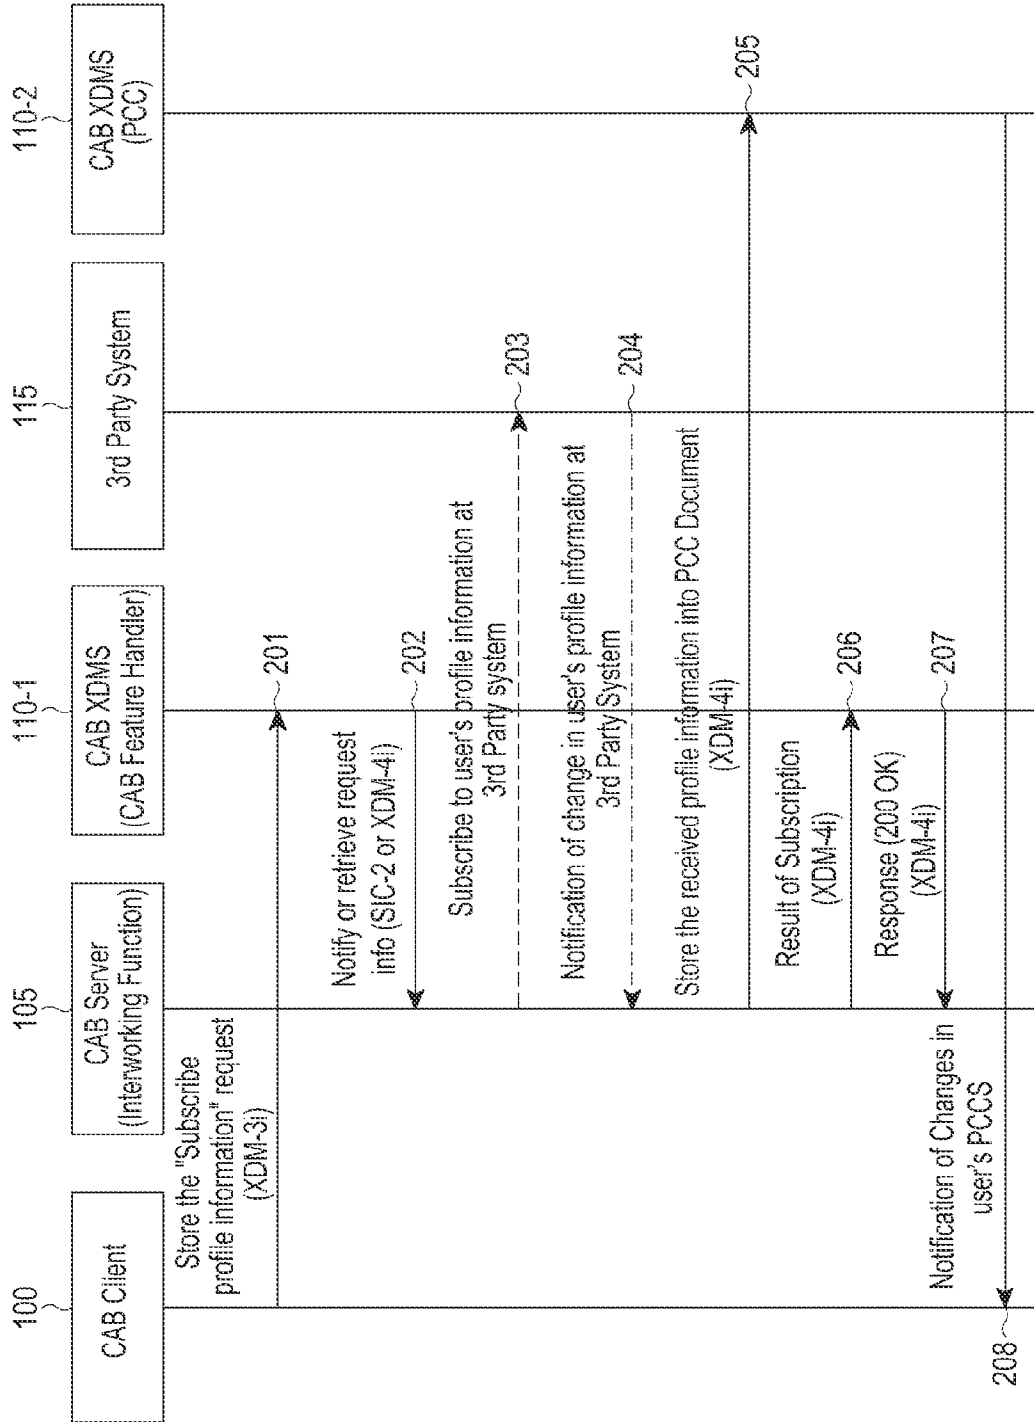 100
105
110-1
115
110-2
CAB Client
CAB Server
(Interworking Function)
CAB XDMS
(CAB Feature Handler)
3rd Party System
CAB XDMS
(PCC)
Store the "Subscribe
profile information" request
(XDM-3i)
201
Notify or retrieve request
info (SIC-2 or XDM-4i)
202
Subscribe to user's profile information at
3rd Party system
203
Notification of change in user's profile information at
3rd Party System
204
Store the received profile information into PCC Document
(XDM-4i)
205
Result of Subscription
(XDM-4i)
206
Response (200 OK)
(XDM-4i)
207
Notification of Changes in
user's PCCS
208